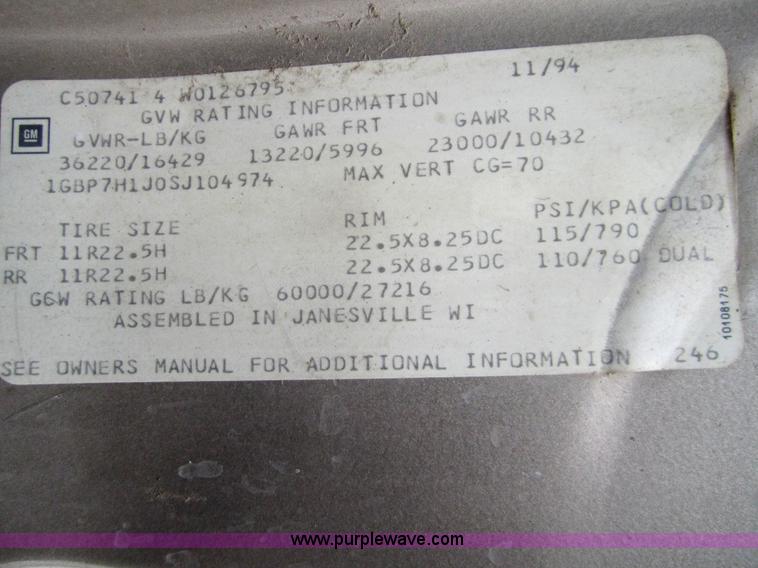 C50741 4 W0126795 11/94
GVW RATING INFORMATION
GM
GVWR-LB/KG GAWR FRT GAWR RR
36220/16429 13220/5996 23000/10432
1GBP7H1J0SJ104974 MAX VERT CG=70
TIRE SIZE RIM PSI/KPA(COLD)
FRT 11R22.5H 22.5X8.25DC 115/790
RR 11R22.5H 22.5X8.25DC 110/760 DUAL
GCW RATING LB/KG 60000/27216
ASSEMBLED IN JANESVILLE WI
10108175
SEE OWNERS MANUAL FOR ADDITIONAL INFORMATION 246
www.purplewave.com